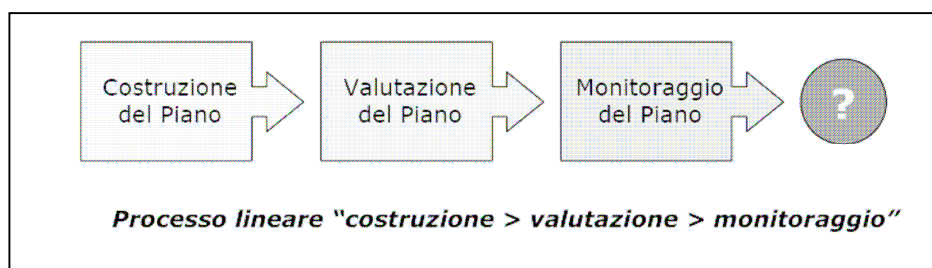 Costruzione
del Piano
Valutazione
del Piano
Monitoraggio
del Piano
?
Processo lineare “costruzione > valutazione > monitoraggio”